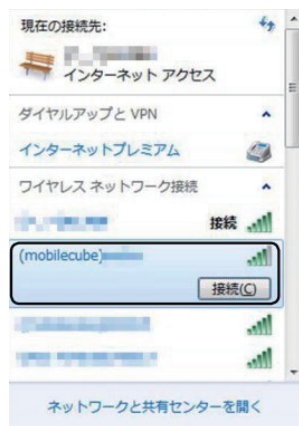 現在の接続先:
インターネット アクセス
ダイヤルアップと VPN
インターネットプレミアム
ワイヤレス ネットワーク接続
接続
(mobilecube)
接続(C)
ネットワークと共有センターを開く